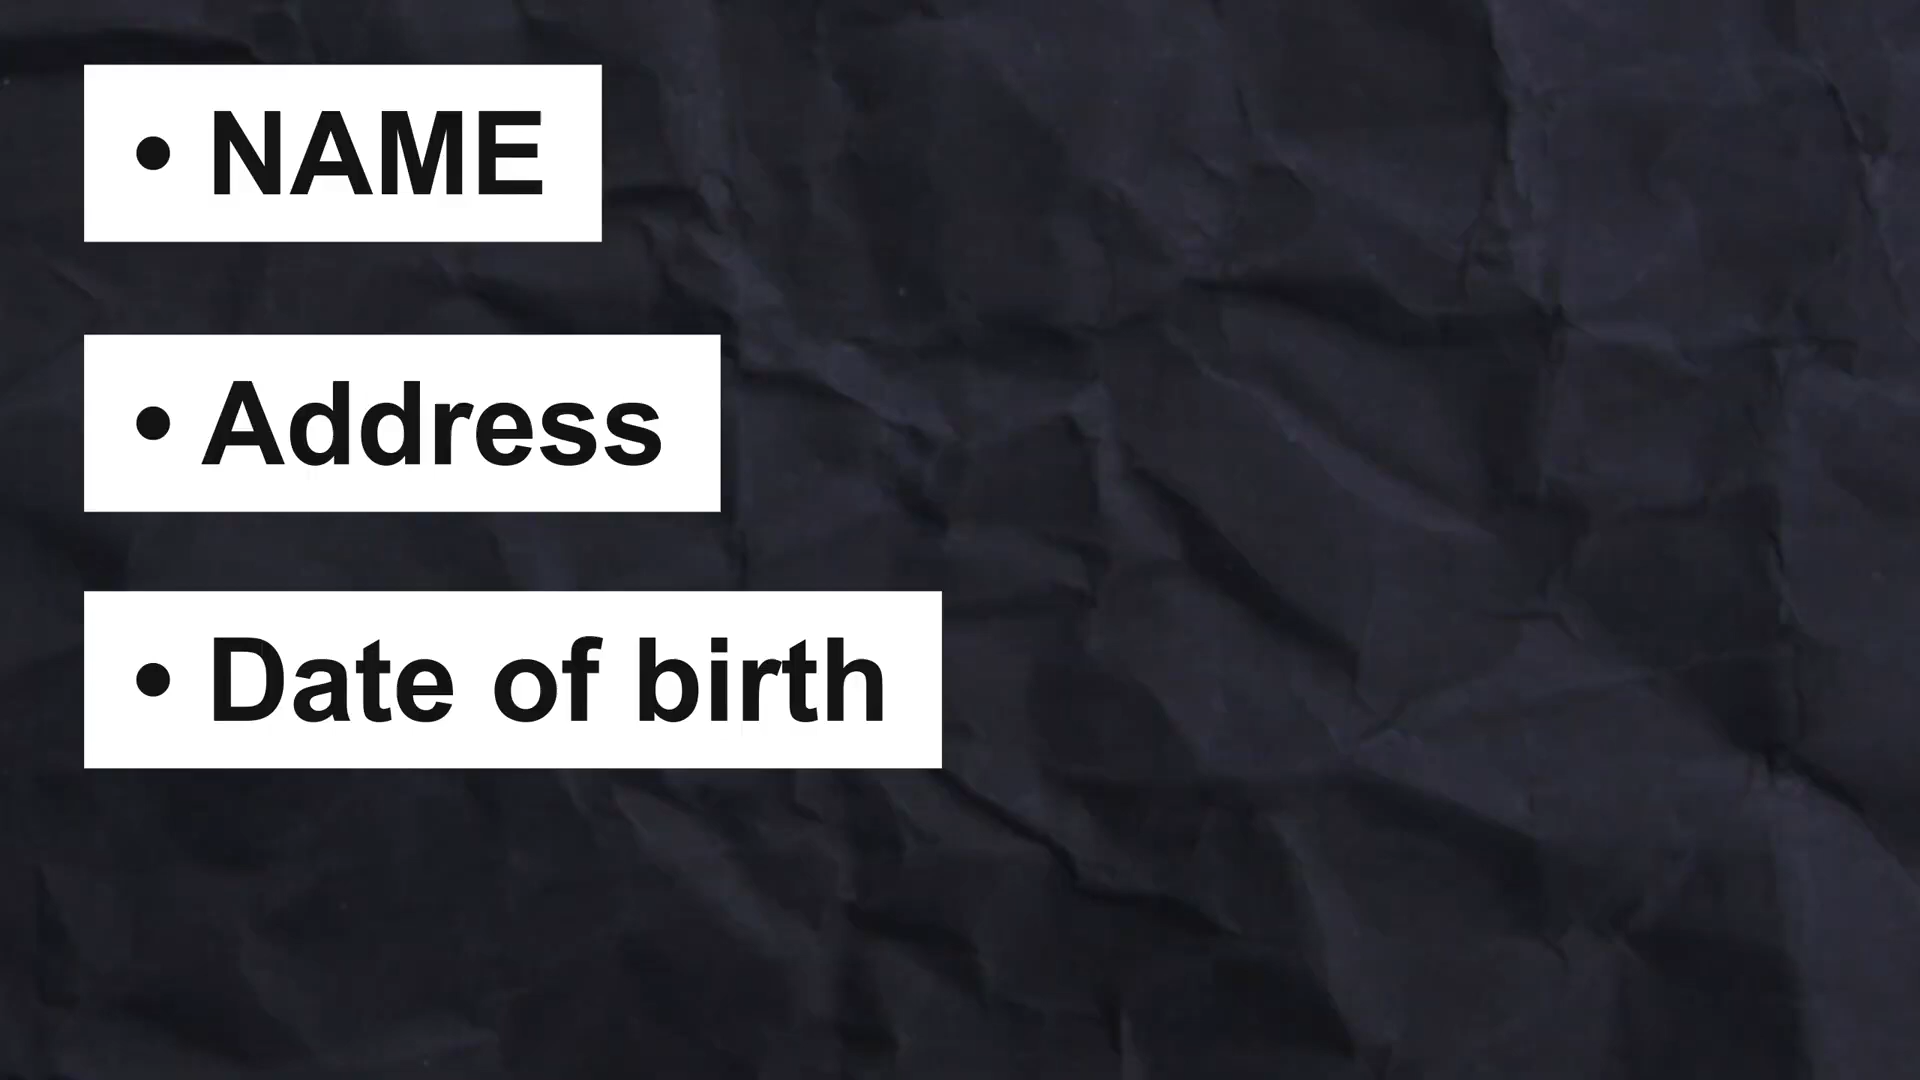 • NAME
• Address
• Date of birth